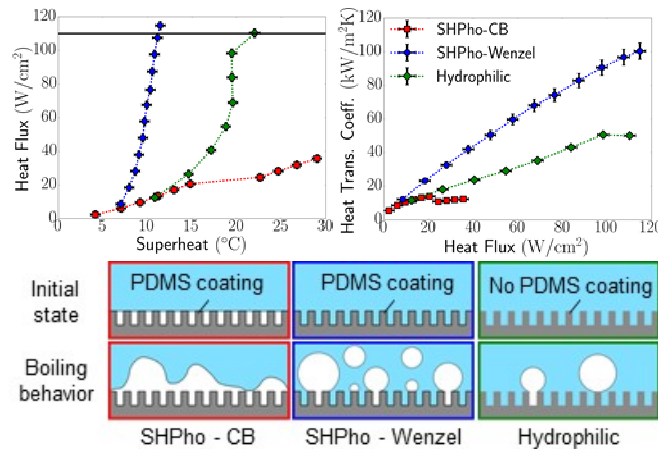 120
100
80
60
40
20
0
0 5 10 15 20 25 30
Heat Flux (W/cm²)
Superheat (°C)
120
100
80
60
40
20
0
0 20 40 60 80 100 120
Heat Trans. Coeff. (kW/m²K)
Heat Flux (W/cm²)
SHPho-CB
SHPho-Wenzel
Hydrophilic
Initial
state
PDMS coating
PDMS coating
No PDMS coating
Boiling
behavior
SHPho - CB
SHPho - Wenzel
Hydrophilic